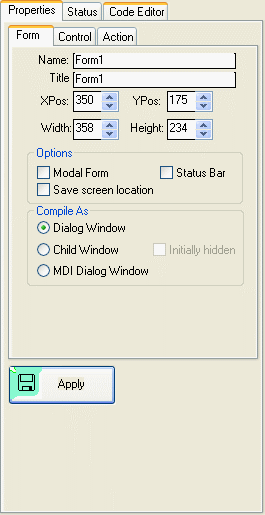 Properties Status Code Editor
Form Control Action
Name: Form1
Title Form1
XPos: 350 YPos: 175
Width: 358 Height: 234
Options
Modal Form Status Bar
Save screen location
Compile As
Dialog Window
Child Window Initially hidden
MDI Dialog Window
Apply